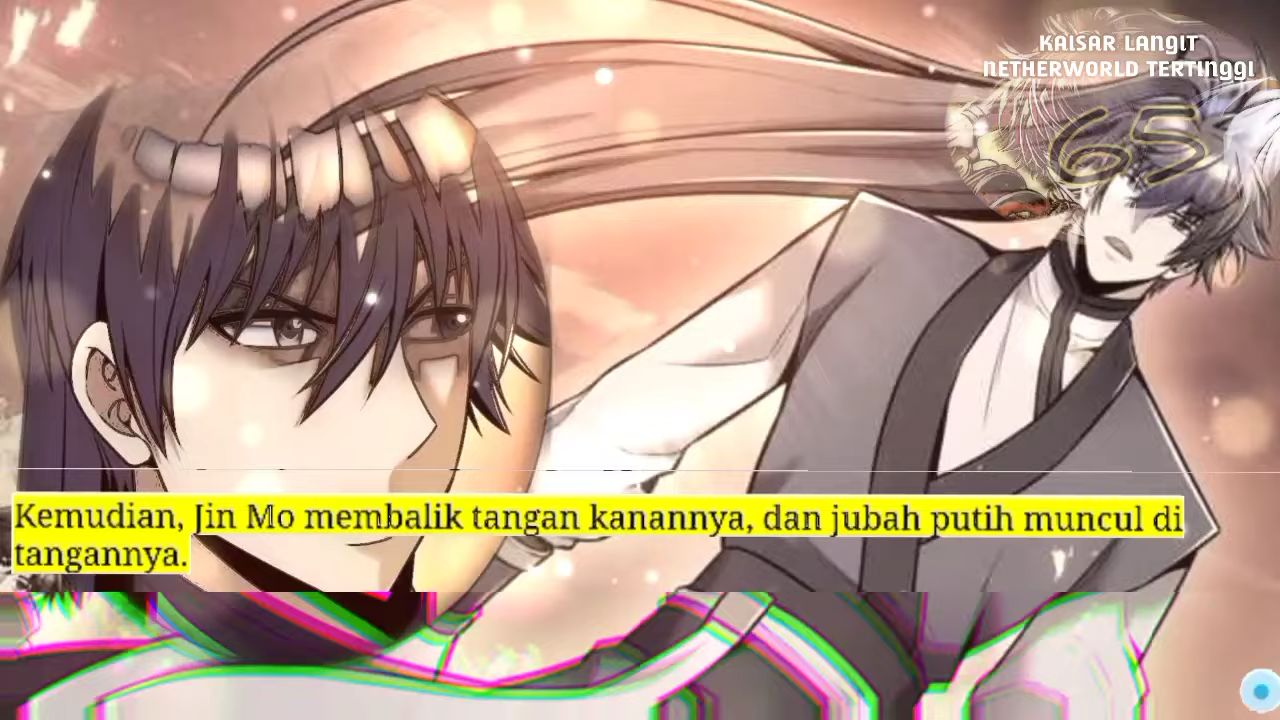 KAISAR LANGIT
NETHERWORLD TERTINGGI
65
Kemudian, Jin Mo membalik tangan kanannya, dan jubah putih muncul di
tangannya.